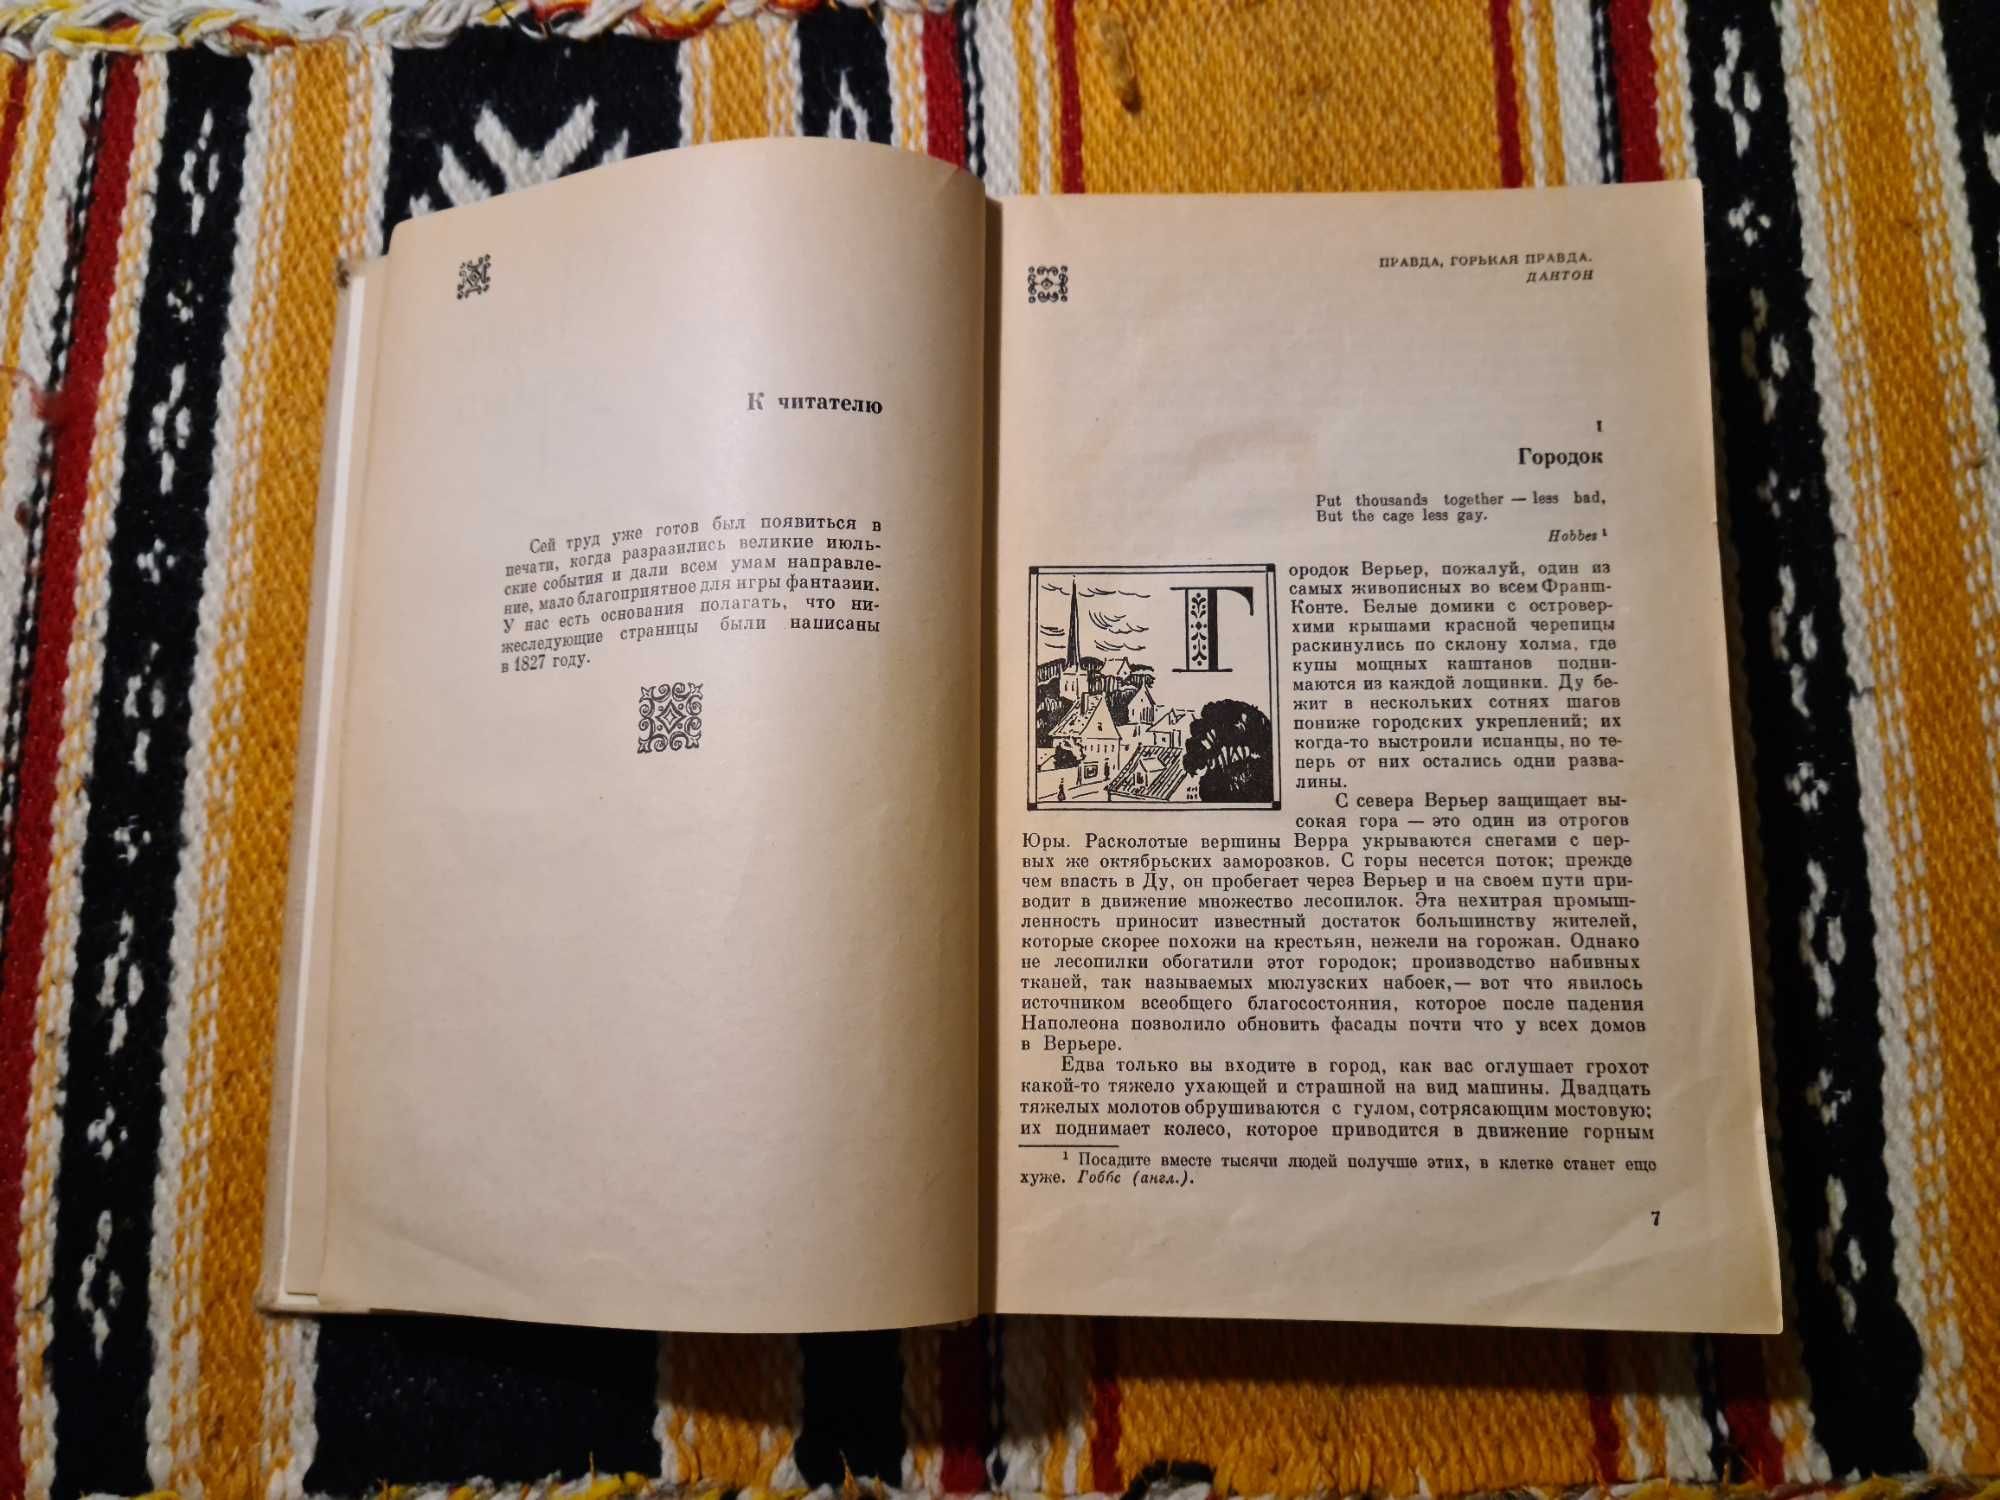 К читателю
Сей труд уже готов был появиться в
печати, когда разразились великие июль-
ские события и дали всем умам направле-
ние, мало благоприятное для игры фантазии.
У нас есть основания полагать, что ни-
жеследующие страницы были написаны
в 1827 году.
ПРАВДА, ГОРЬКАЯ ПРАВДА.
ДАНТОН
I
Городок
Put thousands together — less bad,
But the cage less gay.
Hobbes ¹
Городок Верьер, пожалуй, один из
самых живописных во всем Франш-
Конте. Белые домики с островер-
хими крышами красной черепицы
раскинулись по склону холма, где
купы мощных каштанов подни-
маются из каждой лощинки. Ду бе-
жит в нескольких сотнях шагов
пониже городских укреплений; их
когда-то выстроили испанцы, но те-
перь от них остались одни разва-
лины.
С севера Верьер защищает вы-
сокая гора — это один из отрогов
Юры. Расколотые вершины Верра укрываются снегами с пер-
вых же октябрьских заморозков. С горы несется поток; прежде
чем впасть в Ду, он пробегает через Верьер и на своем пути при-
водит в движение множество лесопилок. Эта нехитрая промыш-
ленность приносит известный достаток большинству жителей,
которые скорее похожи на крестьян, нежели на горожан. Однако
не лесопилки обогатили этот городок; производство набивных
тканей, так называемых мюлузских набоек,— вот что явилось
источником всеобщего благосостояния, которое после падения
Наполеона позволило обновить фасады почти что у всех домов
в Верьере.
Едва только вы входите в город, как вас оглушает грохот
какой-то тяжело ухающей и страшной на вид машины. Двадцать
тяжелых молотов обрушиваются с гулом, сотрясающим мостовую;
их поднимает колесо, которое приводится в движение горным
¹ Посадите вместе тысячи людей получше этих, в клетке станет еще
хуже. Гоббс (англ.).
7